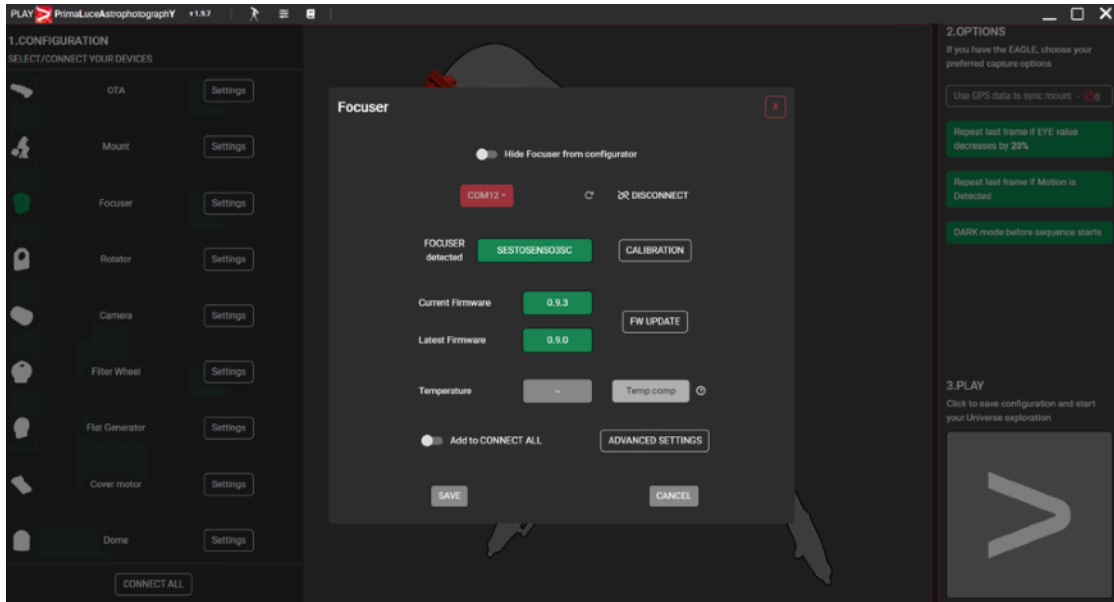 PLAY PrimaLuceAstrophotographY v1.9.7
1.CONFIGURATION
SELECT/CONNECT YOUR DEVICES
OTA Settings
Mount Settings
Focuser Settings
Rotator Settings
Camera Settings
Filter Wheel Settings
Flat Generator Settings
Cover motor Settings
Dome Settings
CONNECT ALL
Focuser X
Hide Focuser from configurator
COM12 DISCONNECT
FOCUSER
detected SESTOSENSO3SC CALIBRATION
Current Firmware 0.9.3
FW UPDATE
Latest Firmware 0.9.0
Temperature – Temp comp
Add to CONNECT ALL ADVANCED SETTINGS
SAVE CANCEL
2.OPTIONS
If you have the EAGLE, choose your
preferred capture options
Use GPS data to sync mount - 0
Repeat last frame if EYE value
decreases by 20%
Repeat last frame if Motion is
Detected
DARK mode before sequence starts
3.PLAY
Click to save configuration and start
your Universe exploration